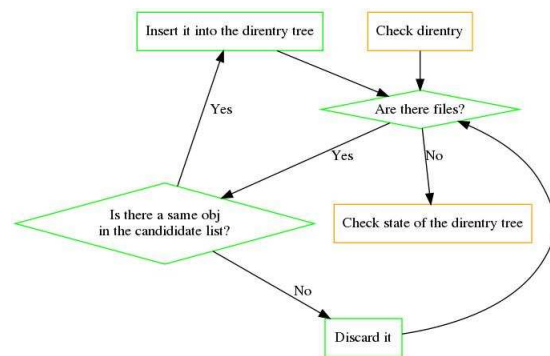 Insert it into the direntry tree
Check direntry
Are there files?
Yes
Yes
No
Is there a same obj
in the candididate list?
Check state of the direntry tree
No
Discard it